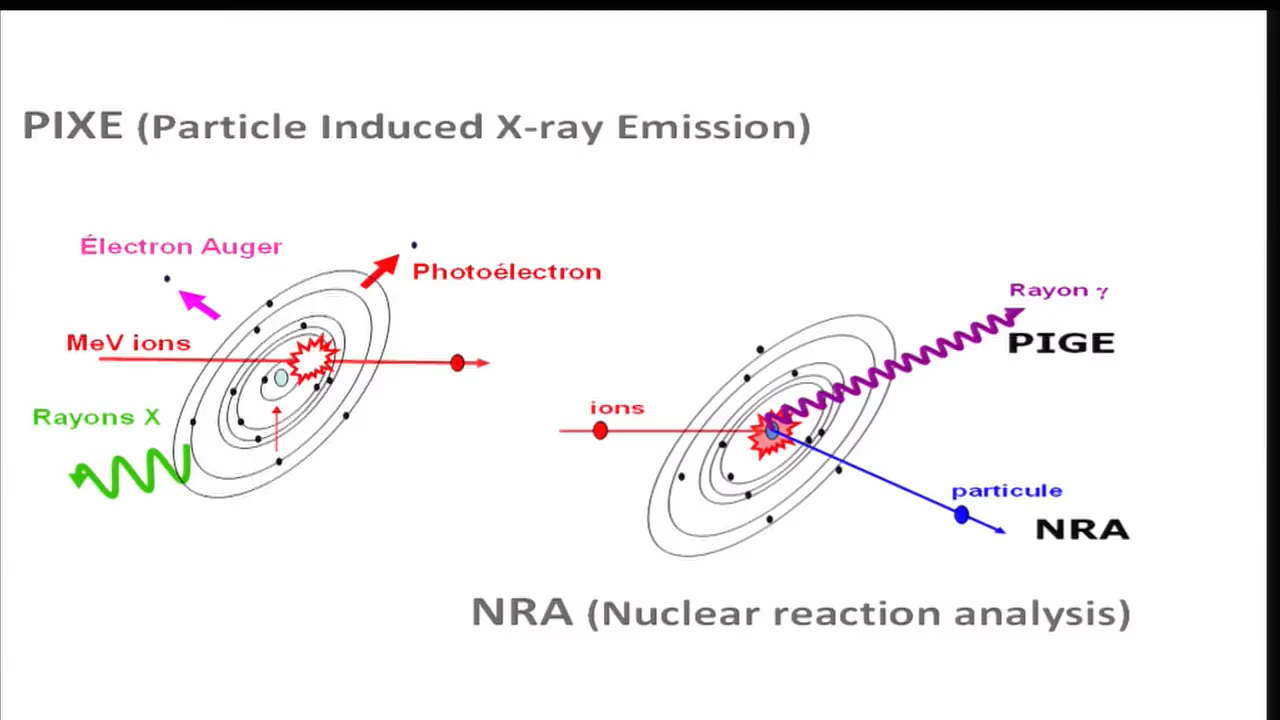 PIXE (Particle Induced X-ray Emission)
Électron Auger
Photoélectron
MeV ions
Rayons X
Rayon γ
PIGE
ions
particule
NRA
NRA (Nuclear reaction analysis)